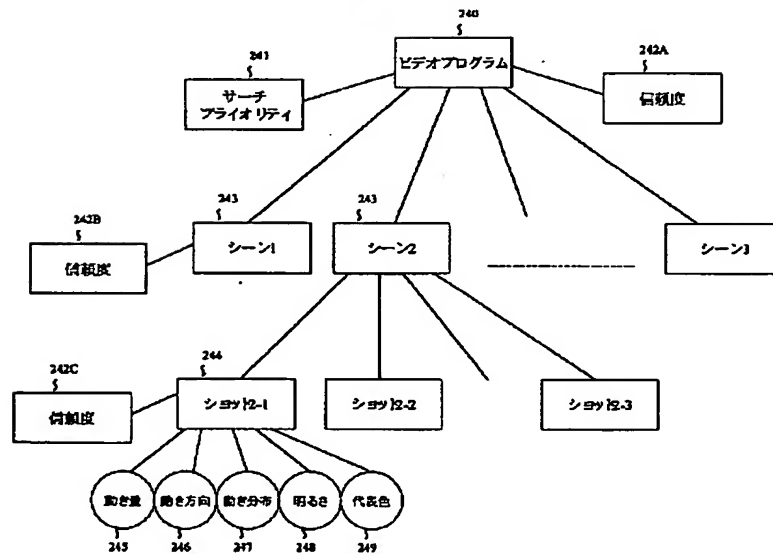 240
ビデオプログラム
241
サーチ
プライオリティ
242A
信頼度
243
シーン1
243
シーン2
シーン3
242B
信頼度
244
ショット2-1
ショット2-2
ショット2-3
242C
信頼度
動き量
動き方向
動き分布
明るさ
代表色
245
246
247
248
249